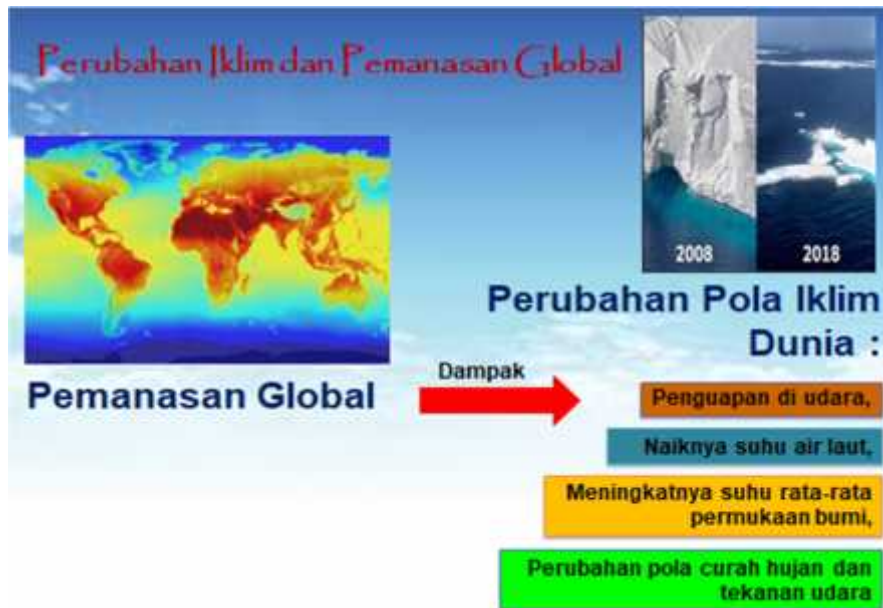 Perubahan Iklim dan Pemanasan Global
2008
2018
Perubahan Pola Iklim
Dunia :
Pemanasan Global
Dampak
Penguapan di udara,
Naiknya suhu air laut,
Meningkatnya suhu rata-rata
permukaan bumi,
Perubahan pola curah hujan dan
tekanan udara